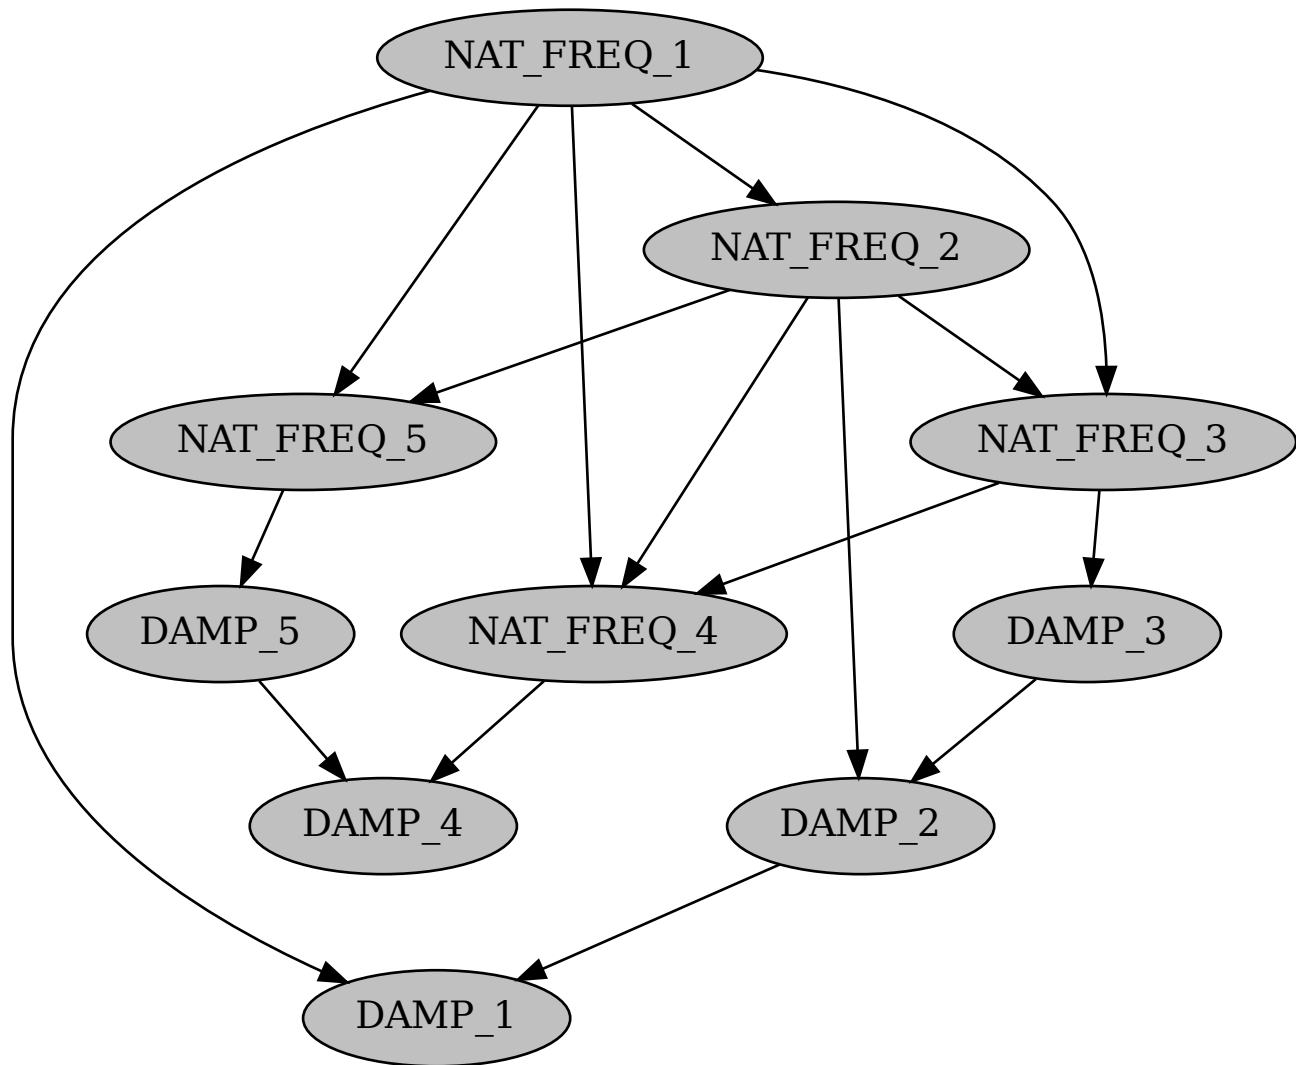 NAT_FREQ_1
NAT_FREQ_2
NAT_FREQ_5
NAT_FREQ_3
DAMP_5
NAT_FREQ_4
DAMP_3
DAMP_4
DAMP_2
DAMP_1